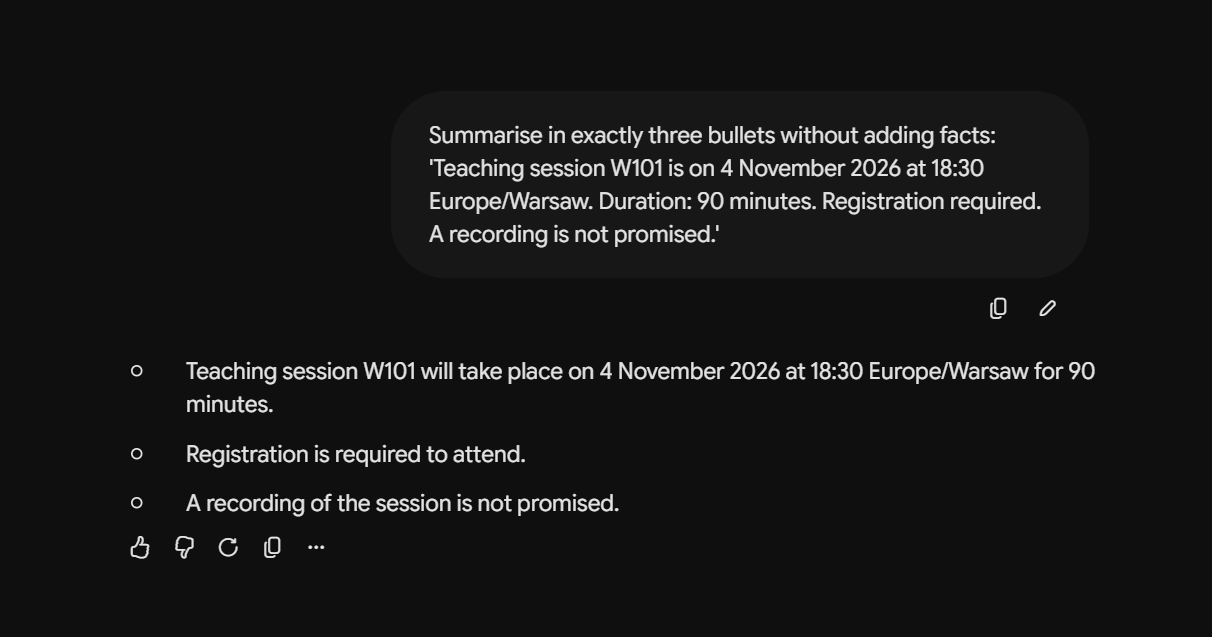 Summarise in exactly three bullets without adding facts:
'Teaching session W101 is on 4 November 2026 at 18:30
Europe/Warsaw. Duration: 90 minutes. Registration required.
A recording is not promised.'
Teaching session W101 will take place on 4 November 2026 at 18:30 Europe/Warsaw for 90
minutes.
Registration is required to attend.
A recording of the session is not promised.